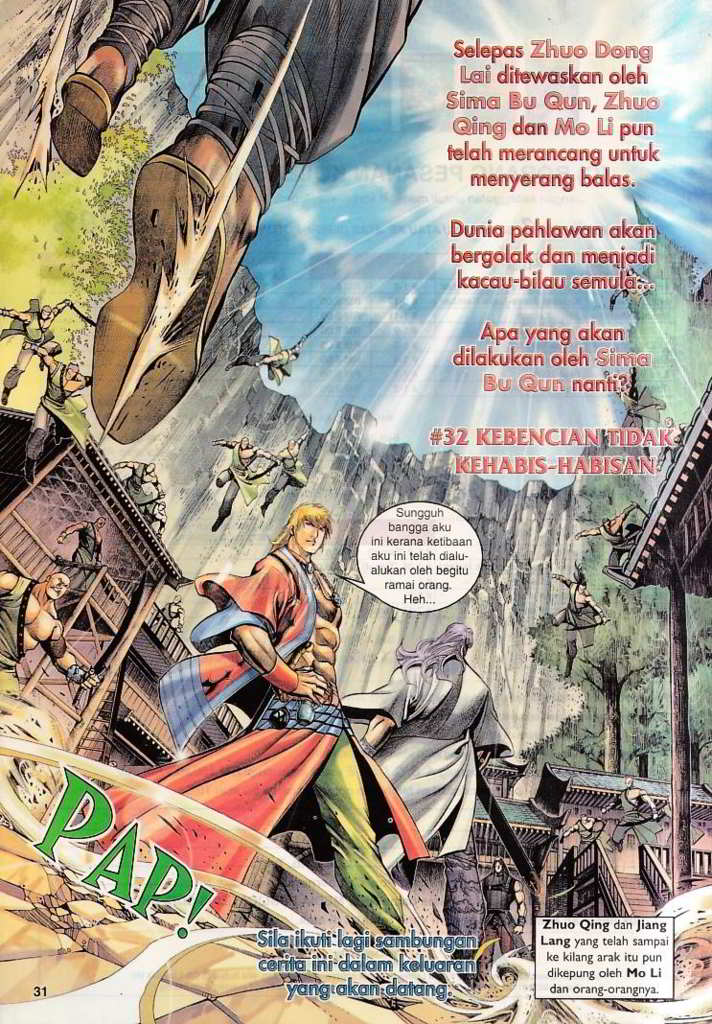 Selepas Zhuo Dong
Lai ditewaskan oleh
Sima Bu Qun, Zhuo
Qing dan Mo Li pun
telah merancang untuk
menyerang balas.
Dunia pahlawan akan
bergolak dan menjadi
kacau-bilau semula...
Apa yang akan
dilakukan oleh Sima
Bu Qun nanti?
#32 KEBENCIAN TIDAK
KEHABIS-HABISAN
Sungguh
bangga aku
ini kerana ketibaan
aku ini telah dialu-
alukan oleh begitu
ramai orang.
Heh...
PAP!
Zhuo Qing dan Jiang
Lang yang telah sampai
ke kilang arak itu pun
dikepung oleh Mo Li
dan orang-orangnya.
Sila ikuti lagi sambungan
cerita ini dalam keluaran
yang akan datang.
31